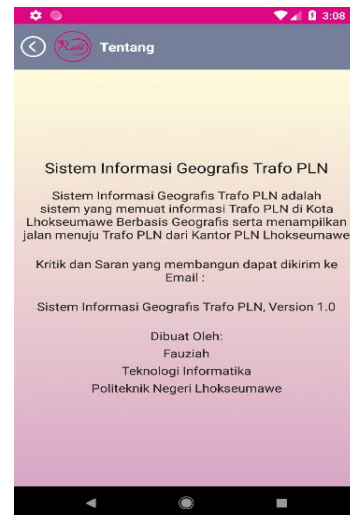 3:08
Tentang
Sistem Informasi Geografis Trafo PLN
Sistem Informasi Geografis Trafo PLN adalah
sistem yang memuat informasi Trafo PLN di Kota
Lhokseumawe Berbasis Geografis serta menampilkan
jalan menuju Trafo PLN dari Kantor PLN Lhokseumawe
Kritik dan Saran yang membangun dapat dikirim ke
Email :
Sistem Informasi Geografis Trafo PLN, Version 1.0
Dibuat Oleh:
Fauziah
Teknologi Informatika
Politeknik Negeri Lhokseumawe